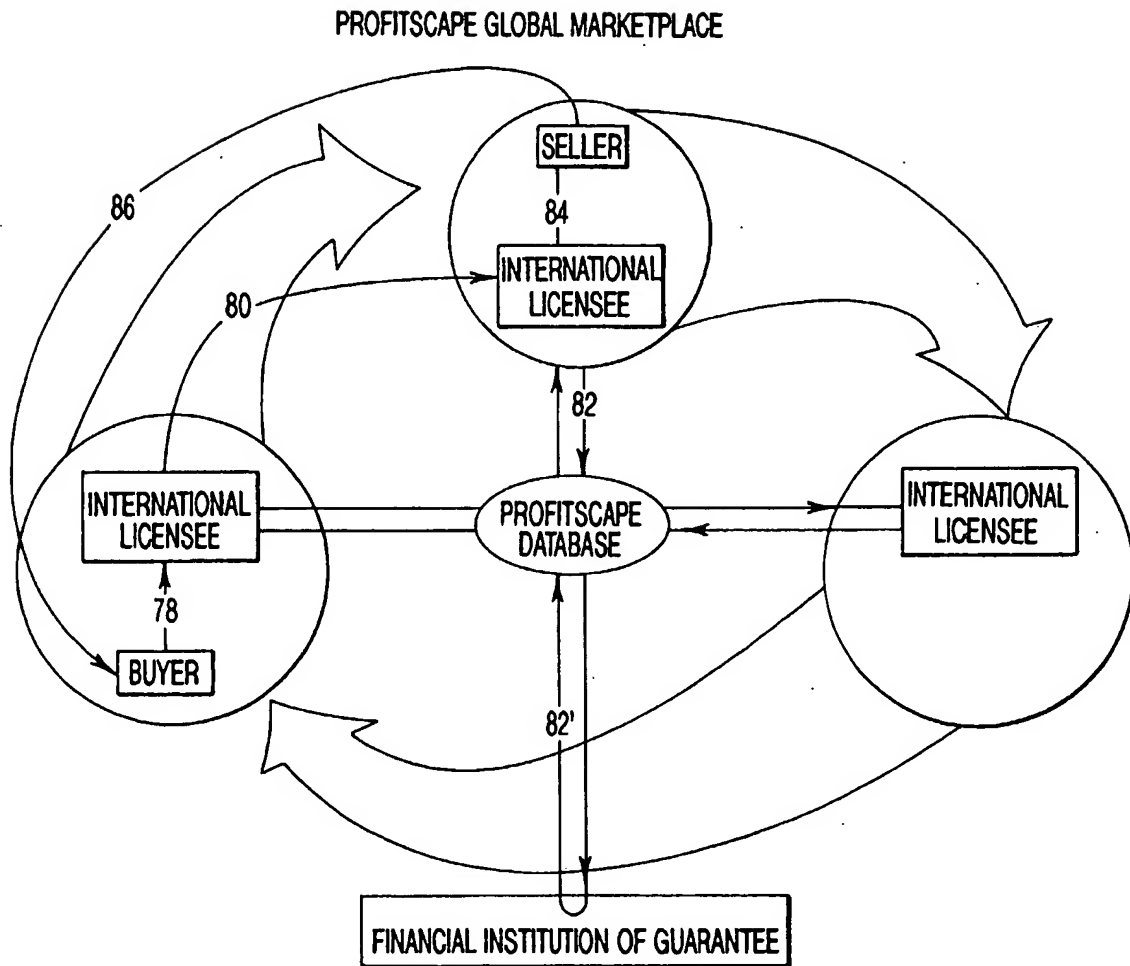 PROFITSCAPE GLOBAL MARKETPLACE
SELLER
86
84
INTERNATIONAL
LICENSEE
80
82
INTERNATIONAL
LICENSEE
PROFITSCAPE
DATABASE
INTERNATIONAL
LICENSEE
78
BUYER
82'
FINANCIAL INSTITUTION OF GUARANTEE